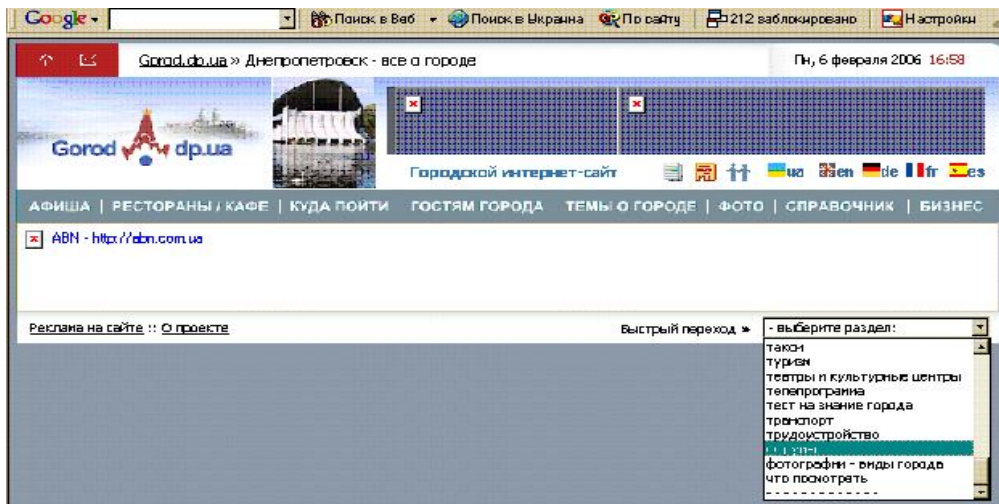 Google
Поиск в Веб Поиск в Украина По сайту 212 заблокировано Настройки
Gorod.dp.ua » Днепропетровск - все о городе Пн, 6 февраля 2006 16:58
Gorod dp.ua
Городской интернет-сайт ua en de fr es
АФИША | РЕСТОРАНЫ / КАФЕ | КУДА ПОЙТИ ГОСТЯМ ГОРОДА ТЕМЫ О ГОРОДЕ | ФОТО | СПРАВОЧНИК | БИЗНЕС
ABN - http://abn.com.ua
Реклама на сайте :: О проекте Быстрый переход » - выберите раздел:
такси
туризм
театры и культурные центры
телепрограмма
тест на знание города
транспорт
трудоустройство
фотографии - виды города
что посмотреть
- - - - - - - - - - - - -